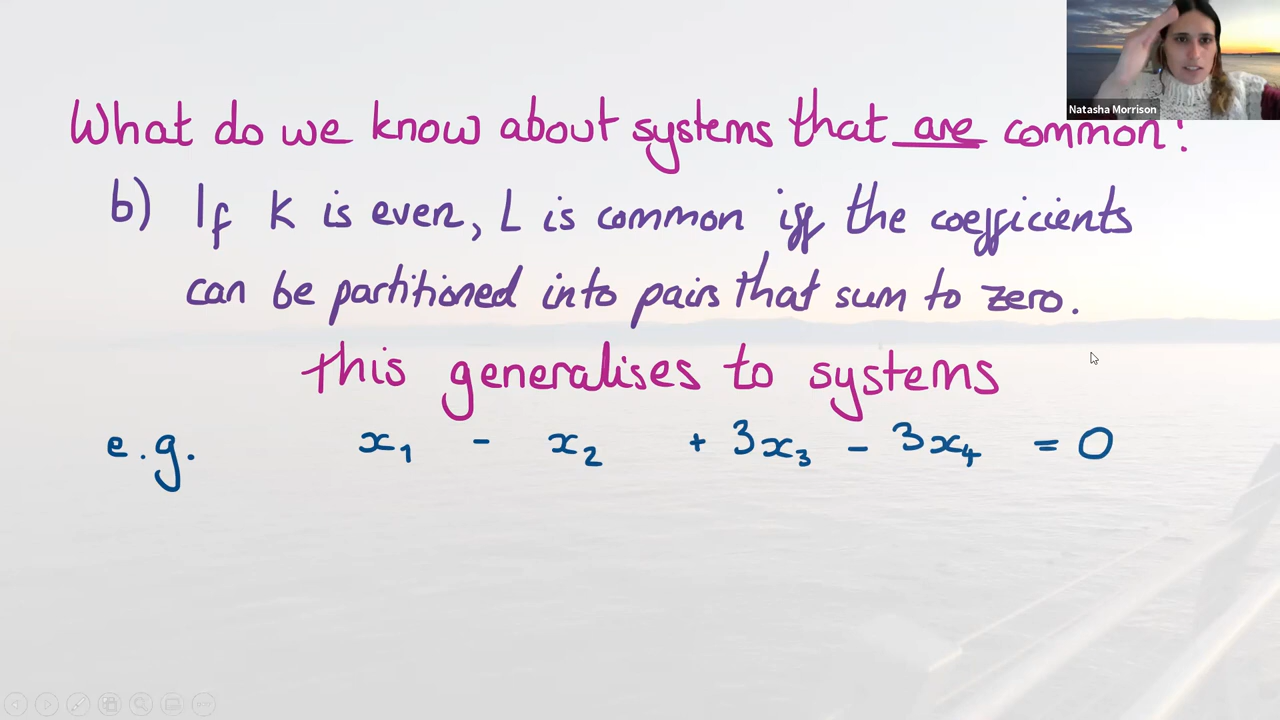 Natasha Morrison
What do we know about systems that are common?
b) If K is even, L is common iff the coefficients
can be partitioned into pairs that sum to zero.
this generalises to systems
e.g. x₁ - x₂ + 3x₃ - 3x₄ = 0